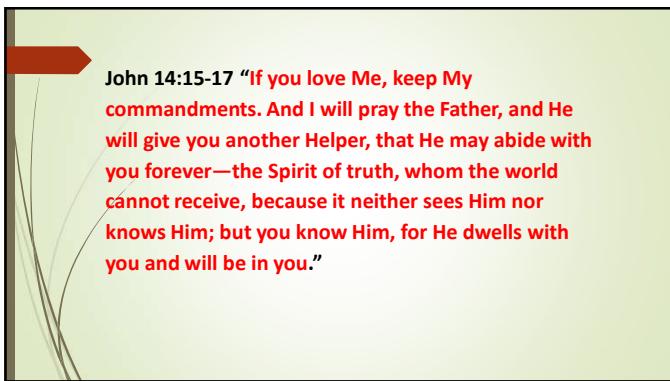 John 14:15-17 “If you love Me, keep My
commandments. And I will pray the Father, and He
will give you another Helper, that He may abide with
you forever—the Spirit of truth, whom the world
cannot receive, because it neither sees Him nor
knows Him; but you know Him, for He dwells with
you and will be in you.”